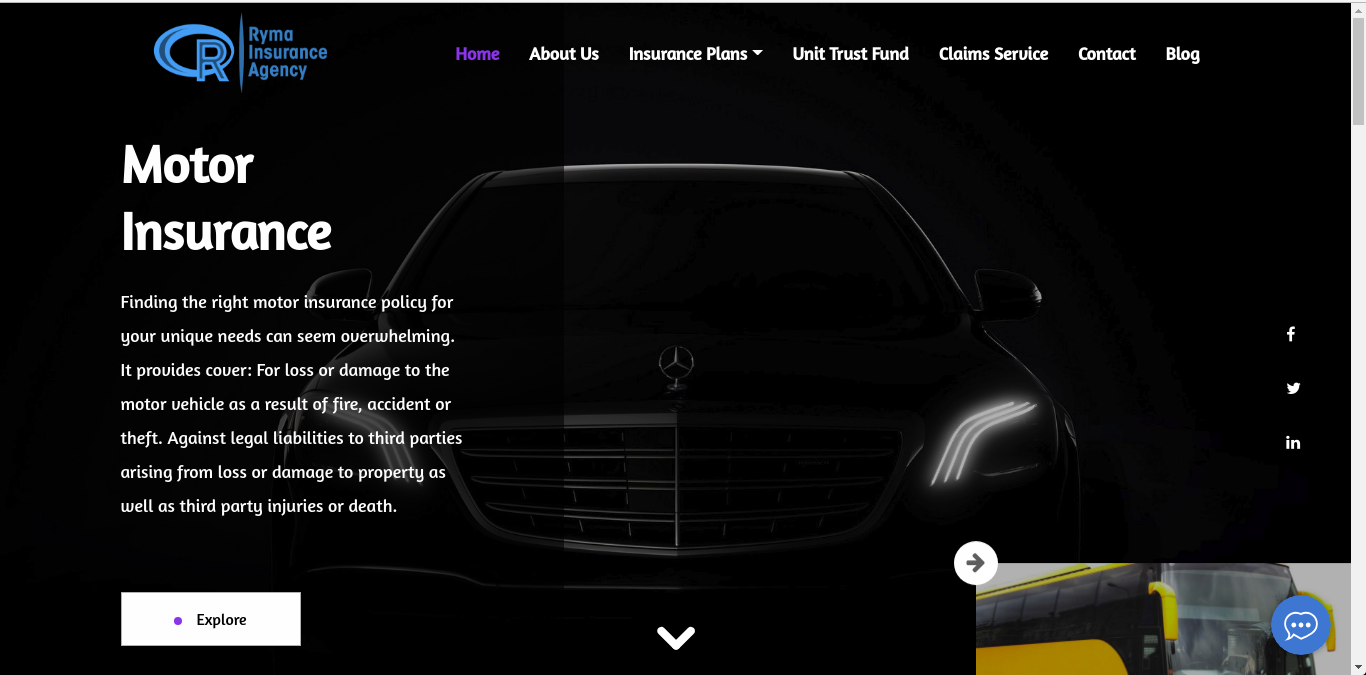 Ryma
Insurance
Agency
Home About Us Insurance Plans Unit Trust Fund Claims Service Contact Blog
Motor
Insurance
Finding the right motor insurance policy for
your unique needs can seem overwhelming.
It provides cover: For loss or damage to the
motor vehicle as a result of fire, accident or
theft. Against legal liabilities to third parties
arising from loss or damage to property as
well as third party injuries or death.
Explore